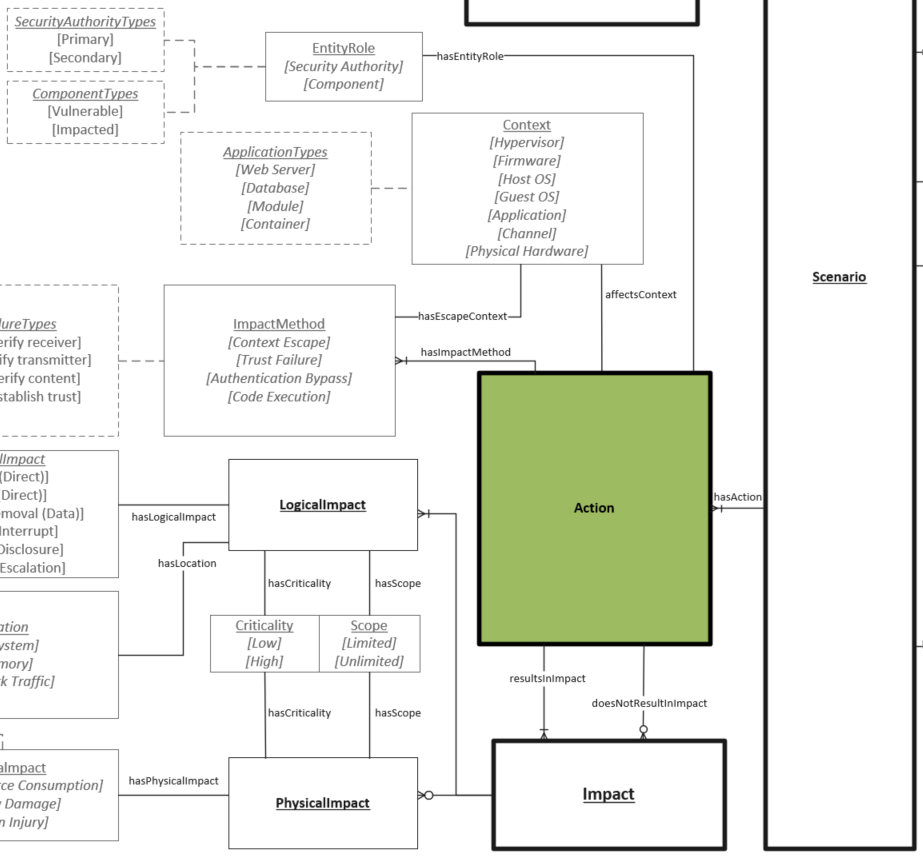 SecurityAuthorityTypes
[Primary]
[Secondary]
ComponentTypes
[Vulnerable]
[Impacted]
EntityRole
[Security Authority]
[Component]
hasEntityRole
ApplicationTypes
[Web Server]
[Database]
[Module]
[Container]
Context
[Hypervisor]
[Firmware]
[Host OS]
[Guest OS]
[Application]
[Channel]
[Physical Hardware]
Scenario
affectsContext
hasEscapeContext
hasImpactMethod
lureTypes
erify receiver]
ify transmitter]
erify content]
stablish trust]
ImpactMethod
[Context Escape]
[Trust Failure]
[Authentication Bypass]
[Code Execution]
Action
hasAction
lImpact
(Direct)]
Direct)]
moval (Data)]
Interrupt]
Disclosure]
Escalation]
hasLogicalImpact
hasLocation
LogicalImpact
hasCriticality
hasScope
ation
ystem]
mory]
k Traffic]
Criticality
[Low]
[High]
Scope
[Limited]
[Unlimited]
hasCriticality
hasScope
resultsInImpact
doesNotResultInImpact
alImpact
ce Consumption]
y Damage]
n Injury]
hasPhysicalImpact
PhysicalImpact
Impact